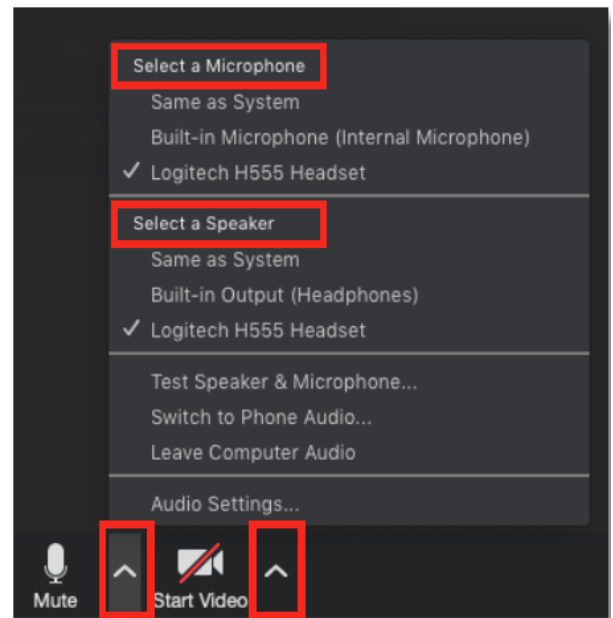 Select a Microphone
Same as System
Built-in Microphone (Internal Microphone)
✓ Logitech H555 Headset
Select a Speaker
Same as System
Built-in Output (Headphones)
✓ Logitech H555 Headset
Test Speaker & Microphone...
Switch to Phone Audio...
Leave Computer Audio
Audio Settings...
Mute Start Video